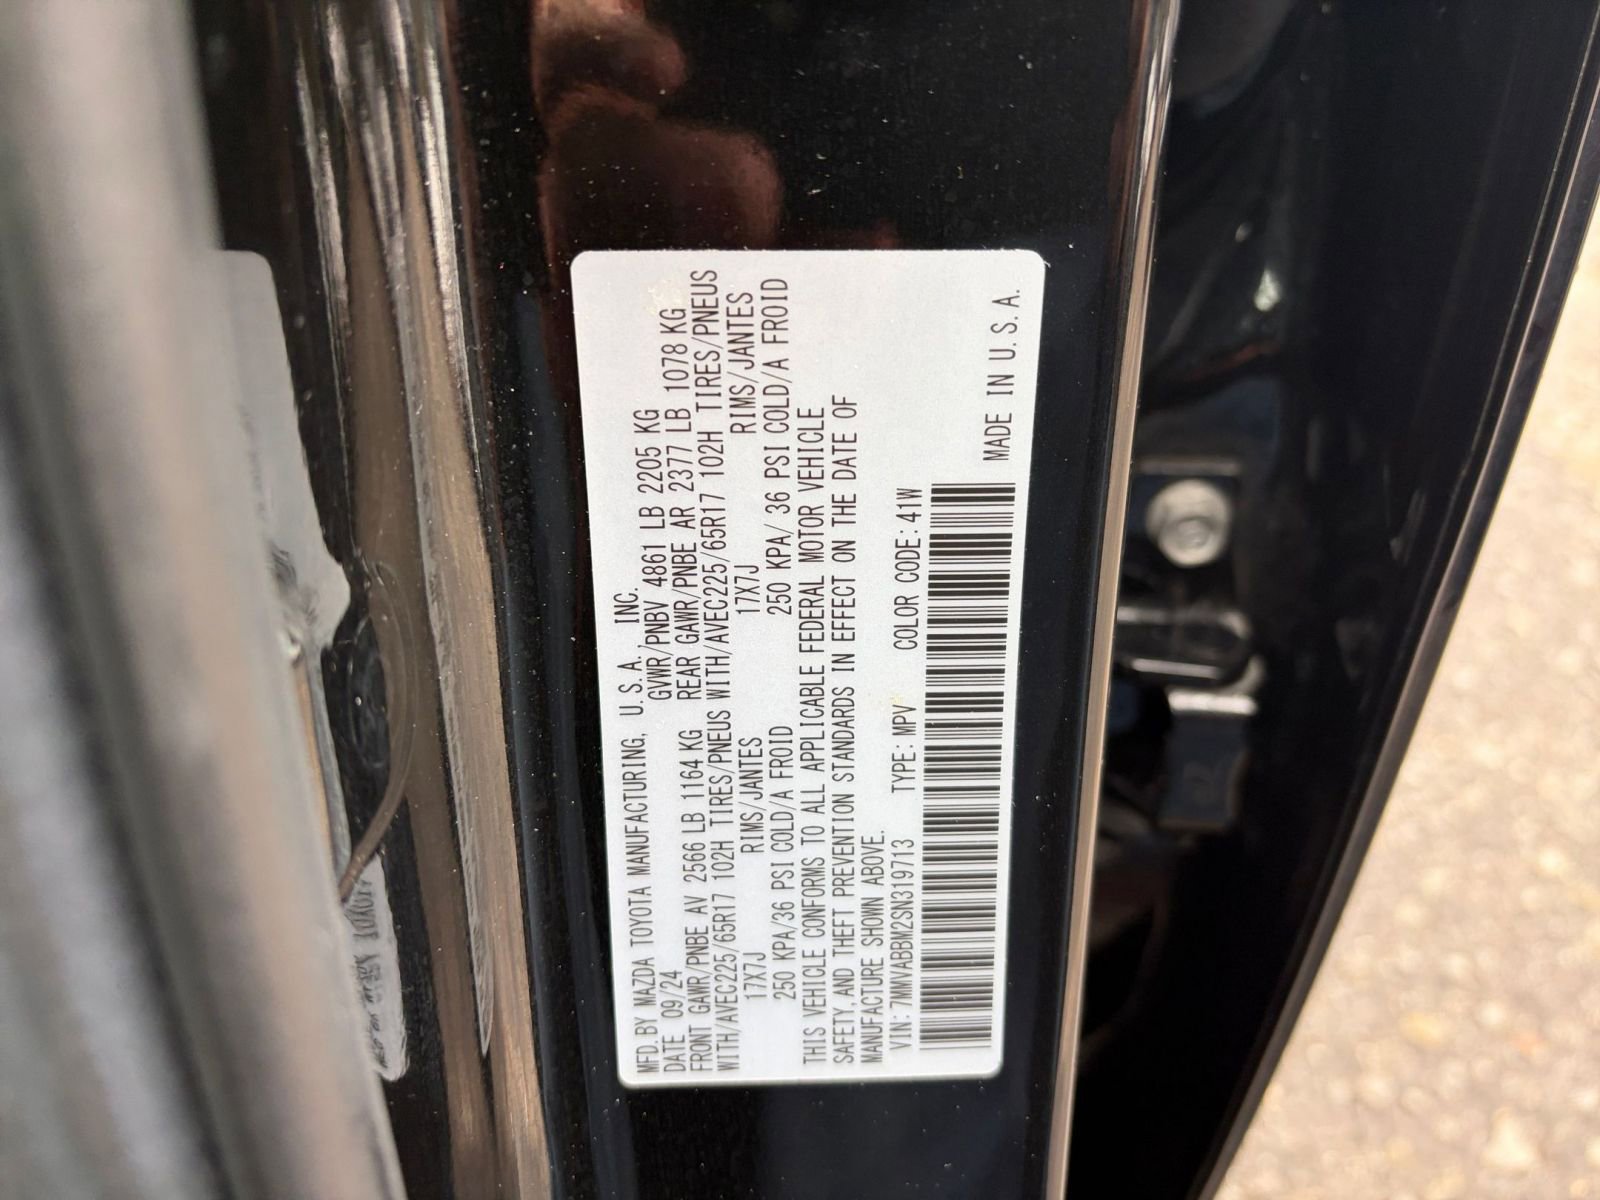 MFD. BY MAZDA TOYOTA MANUFACTURING, U.S.A. INC.
DATE 09/24 GVWR/PNBV 4861 LB 2205 KG
FRONT GAWR/PNBE AV 2566 LB 1164 KG REAR GAWR/PNBE AR 2377 LB 1078 KG
WITH/AVEC225/65R17 102H TIRES/PNEUS WITH/AVEC225/65R17 102H TIRES/PNEUS
17X7J RIMS/JANTES 17X7J RIMS/JANTES
250 KPA/36 PSI COLD/A FROID 250 KPA/ 36 PSI COLD/A FROID
THIS VEHICLE CONFORMS TO ALL APPLICABLE FEDERAL MOTOR VEHICLE
SAFETY, AND THEFT PREVENTION STANDARDS IN EFFECT ON THE DATE OF
MANUFACTURE SHOWN ABOVE.
VIN: 7MMVABBM2SN319713 TYPE: MPV COLOR CODE: 41W
MADE IN U.S.A.